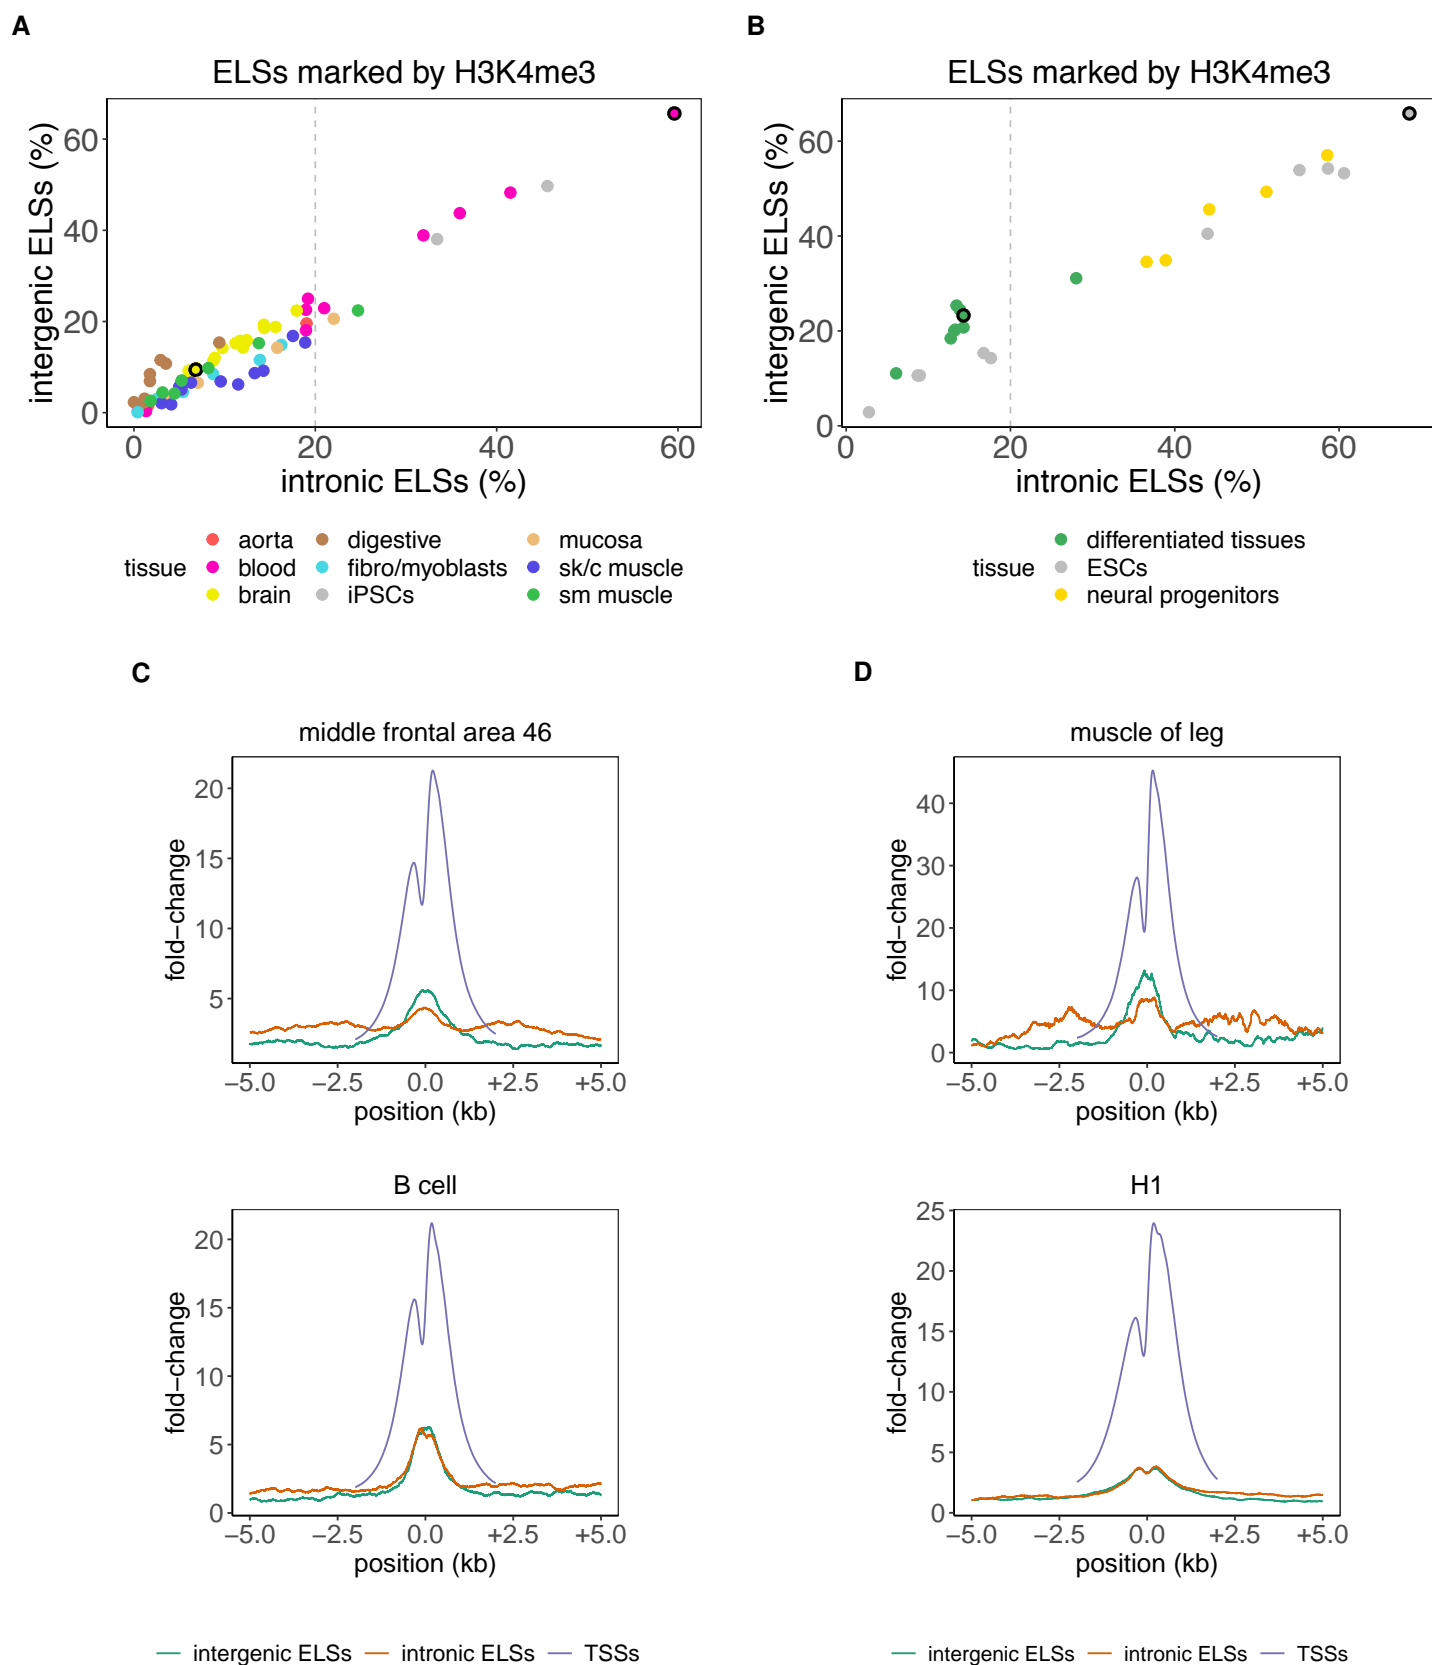 A
B
ELSs marked by H3K4me3
ELSs marked by H3K4me3
intergenic ELSs (%)
60
40
20
0
0 20 40 60
intronic ELSs (%)
intergenic ELSs (%)
60
40
20
0
0 20 40 60
intronic ELSs (%)
tissue
aorta digestive mucosa
blood fibro/myoblasts sk/c muscle
brain iPSCs sm muscle
tissue
differentiated tissues
ESCs
neural progenitors
C
D
middle frontal area 46
fold−change
20
15
10
5
−5.0 −2.5 0.0 +2.5 +5.0
position (kb)
muscle of leg
fold−change
40
30
20
10
0
−5.0 −2.5 0.0 +2.5 +5.0
position (kb)
B cell
fold−change
20
15
10
5
0
−5.0 −2.5 0.0 +2.5 +5.0
position (kb)
H1
fold−change
25
20
15
10
5
0
−5.0 −2.5 0.0 +2.5 +5.0
position (kb)
intergenic ELSs intronic ELSs TSSs
intergenic ELSs intronic ELSs TSSs